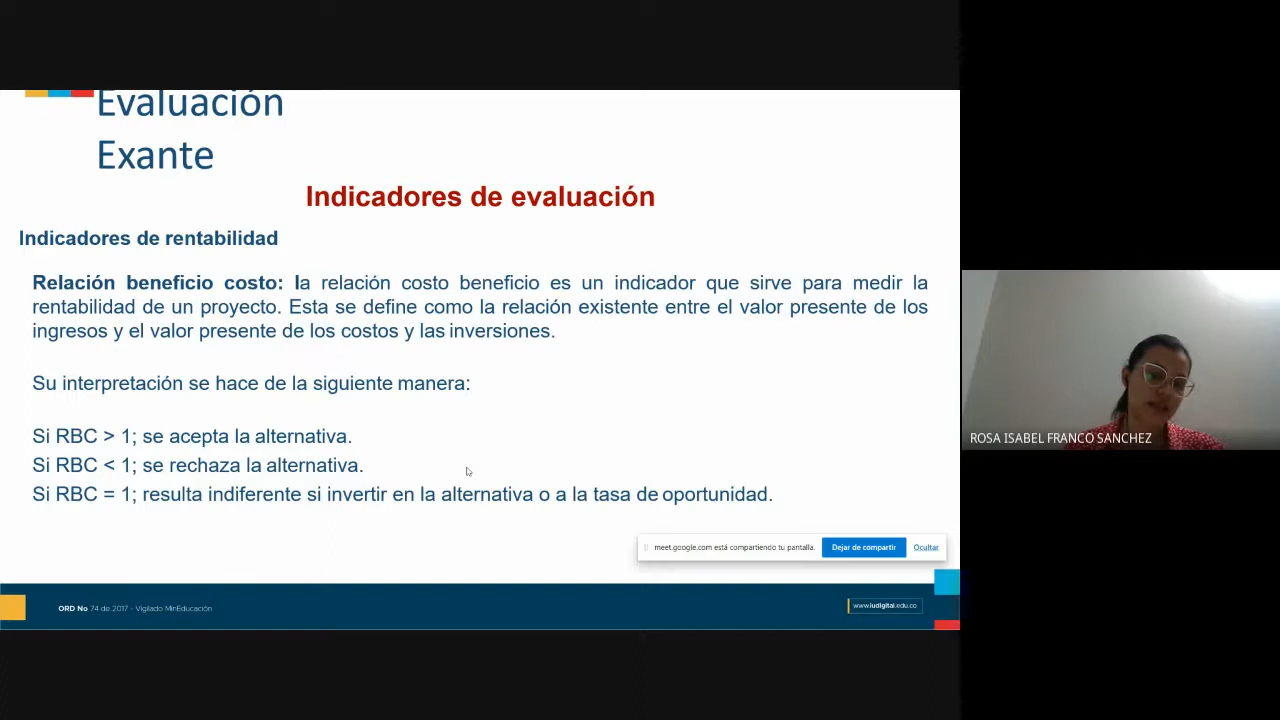 Evaluación
Exante
Indicadores de evaluación
Indicadores de rentabilidad
Relación beneficio costo: la relación costo beneficio es un indicador que sirve para medir la
rentabilidad de un proyecto. Esta se define como la relación existente entre el valor presente de los
ingresos y el valor presente de los costos y las inversiones.
Su interpretación se hace de la siguiente manera:
Si RBC > 1; se acepta la alternativa.
Si RBC < 1; se rechaza la alternativa.
Si RBC = 1; resulta indiferente si invertir en la alternativa o a la tasa de oportunidad.
meet.google.com está compartiendo tu pantalla. Dejar de compartir Ocultar
ORD No 74 de 2017 - Vigilado MinEducación
www.iudigital.edu.co
ROSA ISABEL FRANCO SANCHEZ